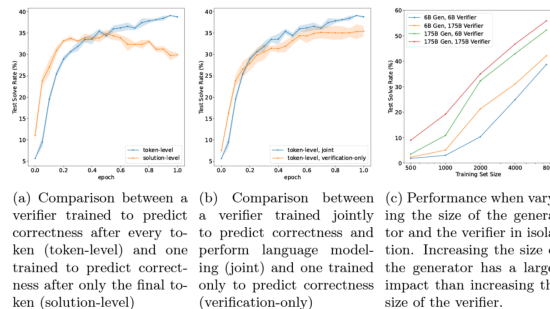 40
35
30
25
20
15
10
5
0
Test Solve Rate (%)
0.0 0.2 0.4 0.6 0.8 1.0
epoch
token-level
solution-level
40
35
30
25
20
15
10
5
0
Test Solve Rate (%)
0.0 0.2 0.4 0.6 0.8 1.0
epoch
token-level, joint
token-level, verification-only
60
50
40
30
20
10
0
Test Solve Rate (%)
6B Gen, 6B Verifier
6B Gen, 175B Verifier
175B Gen, 6B Verifier
175B Gen, 175B Verifier
500 1000 2000 4000
Training Set Size
(a) Comparison between a
verifier trained to predict
correctness after every to-
ken (token-level) and one
trained to predict correct-
ness after only the final to-
ken (solution-level)
(b) Comparison between
a verifier trained jointly
to predict correctness and
perform language model-
ing (joint) and one trained
only to predict correctness
(verification-only)
(c) Performance when vary-
ing the size of the genera-
tor and the verifier in isola-
tion. Increasing the size
the generator has a large
impact than increasing th
size of the verifier.